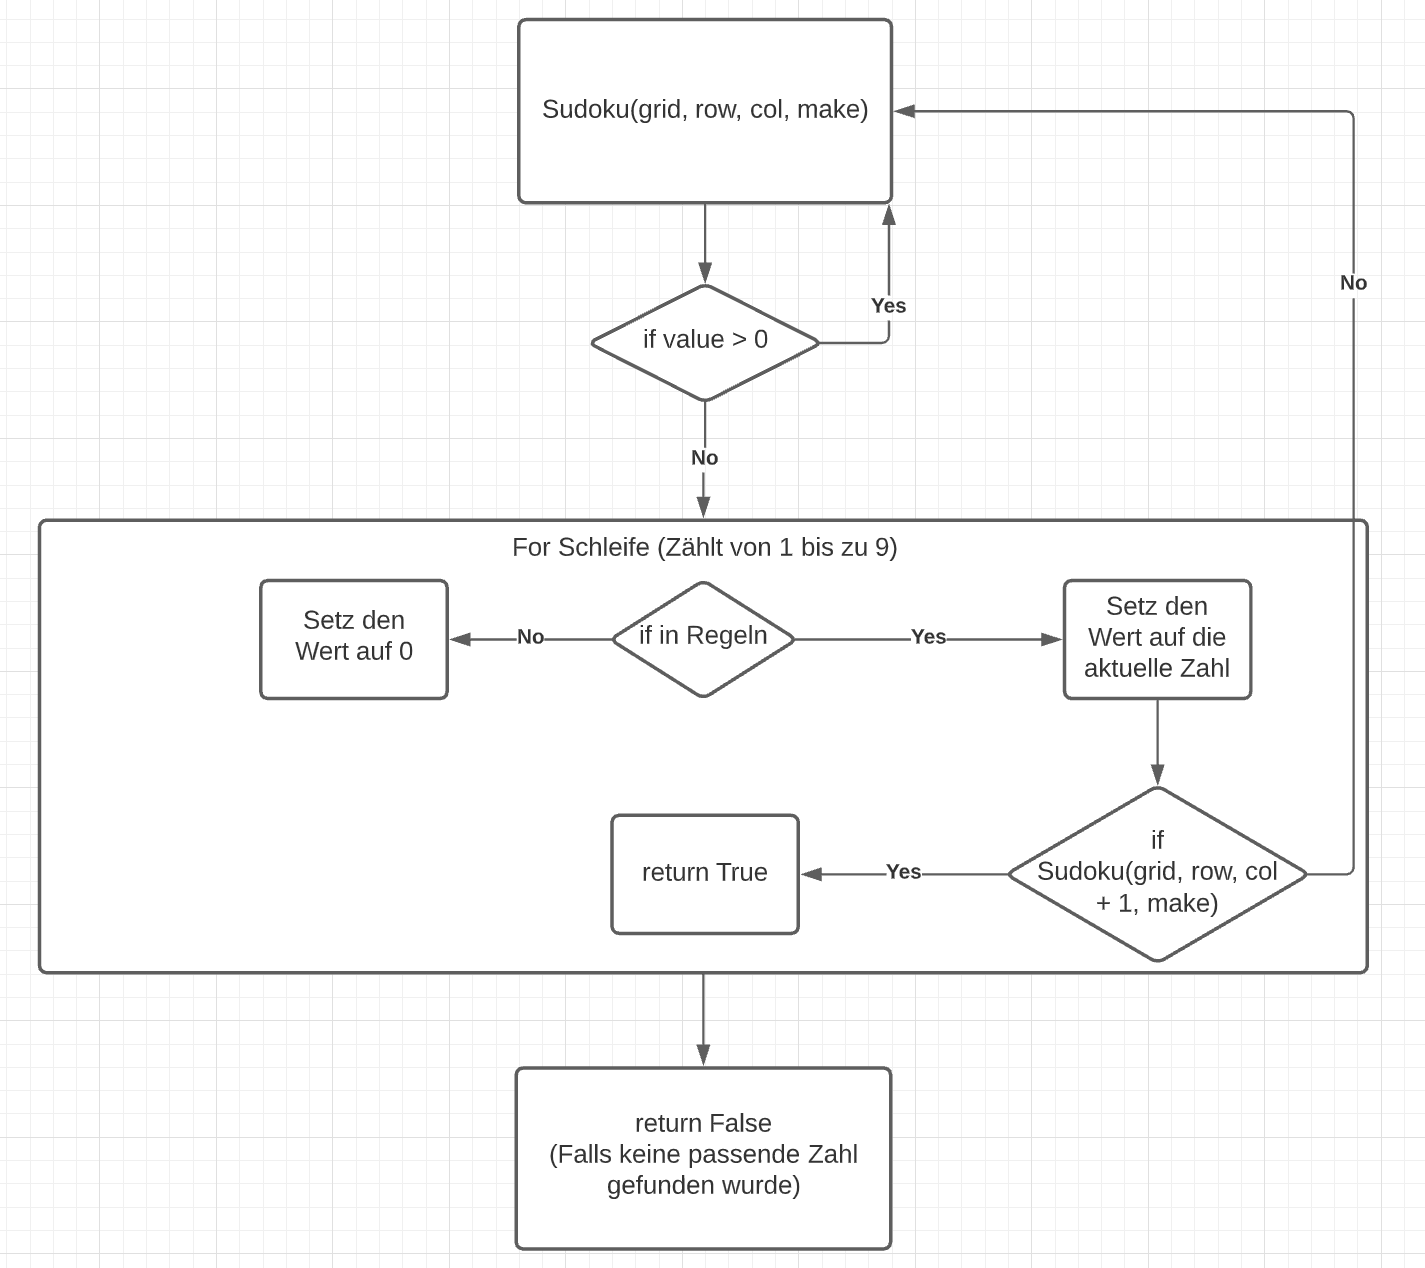 Sudoku(grid, row, col, make)
if value > 0
Yes
No
No
For Schleife (Zählt von 1 bis zu 9)
Setz den
Wert auf 0
No
if in Regeln
Yes
Setz den
Wert auf die
aktuelle Zahl
return True
Yes
if
Sudoku(grid, row, col
+ 1, make)
return False
(Falls keine passende Zahl
gefunden wurde)